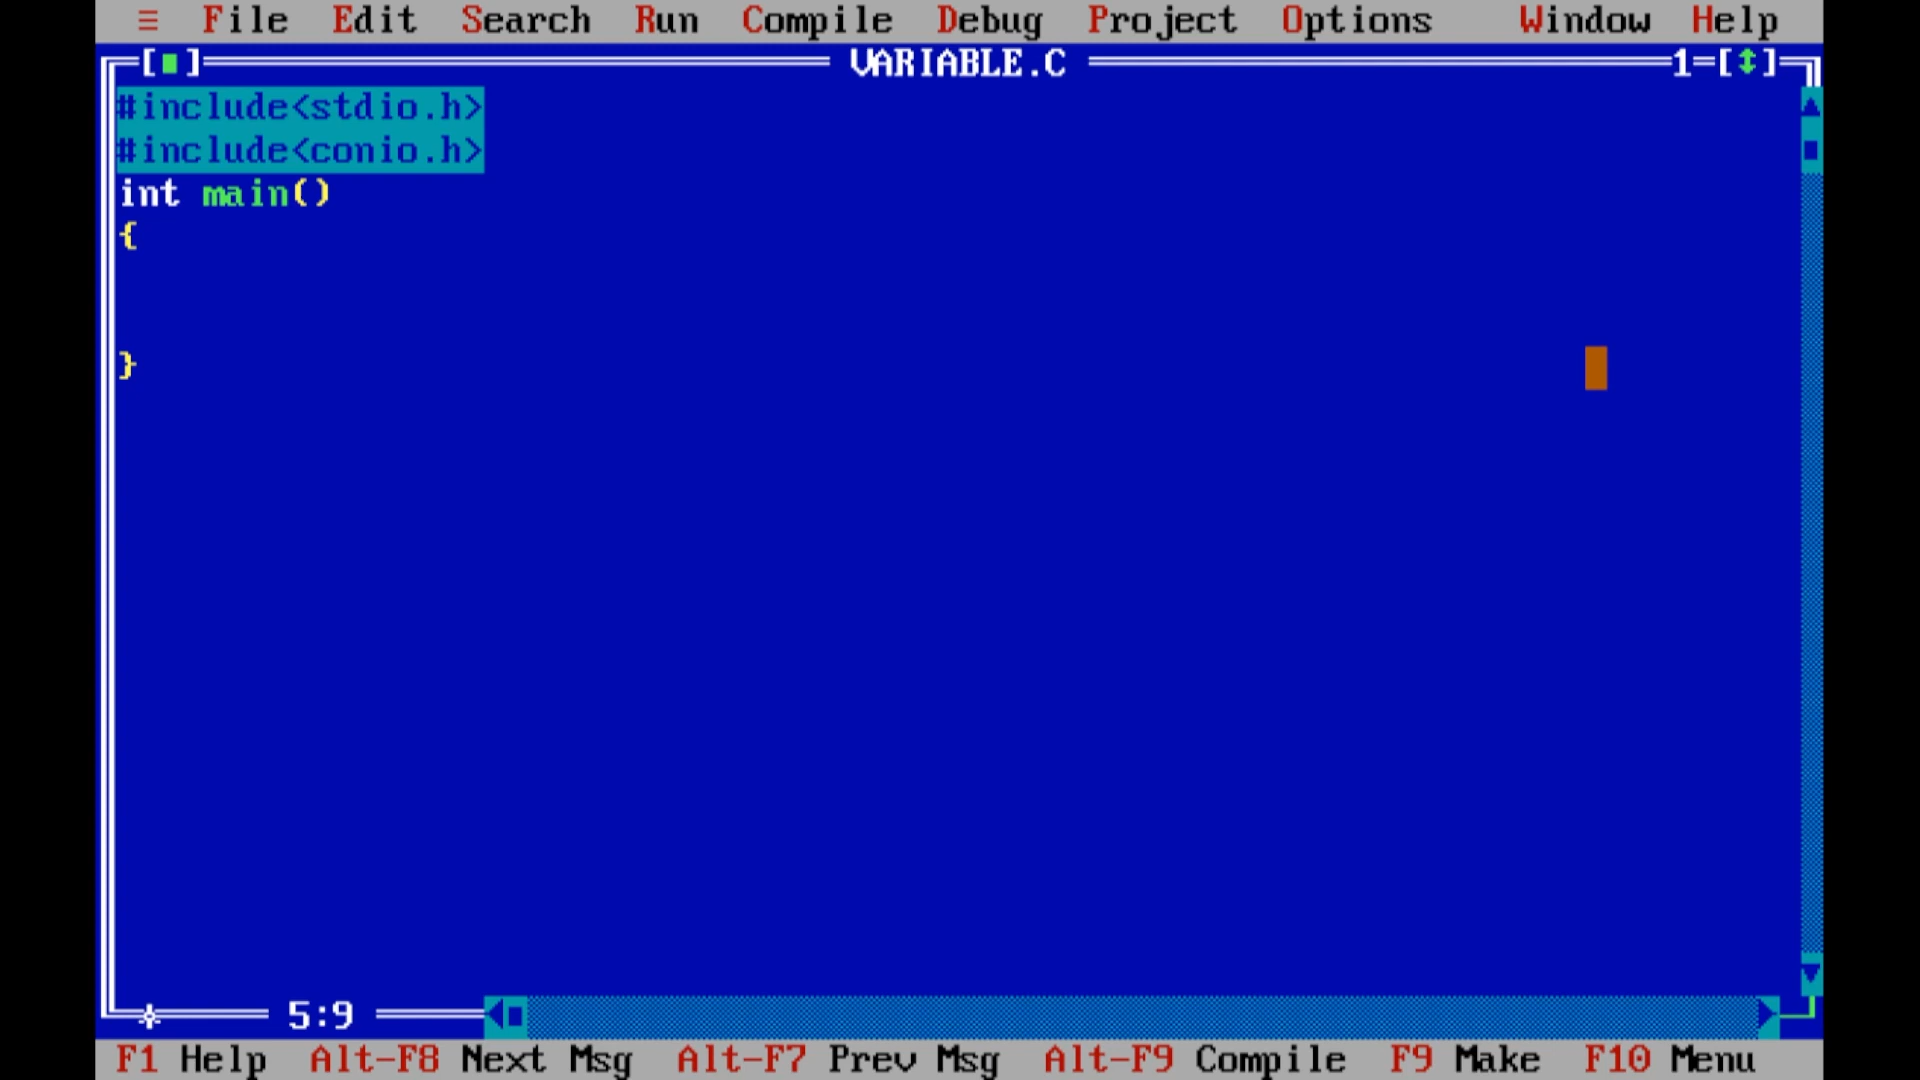 ≡ File Edit Search Run Compile Debug Project Options Window Help
[■] VARIABLE.C 1=[↕]
#include<stdio.h>
#include<conio.h>
int main()
{
}
5:9
F1 Help Alt-F8 Next Msg Alt-F7 Prev Msg Alt-F9 Compile F9 Make F10 Menu